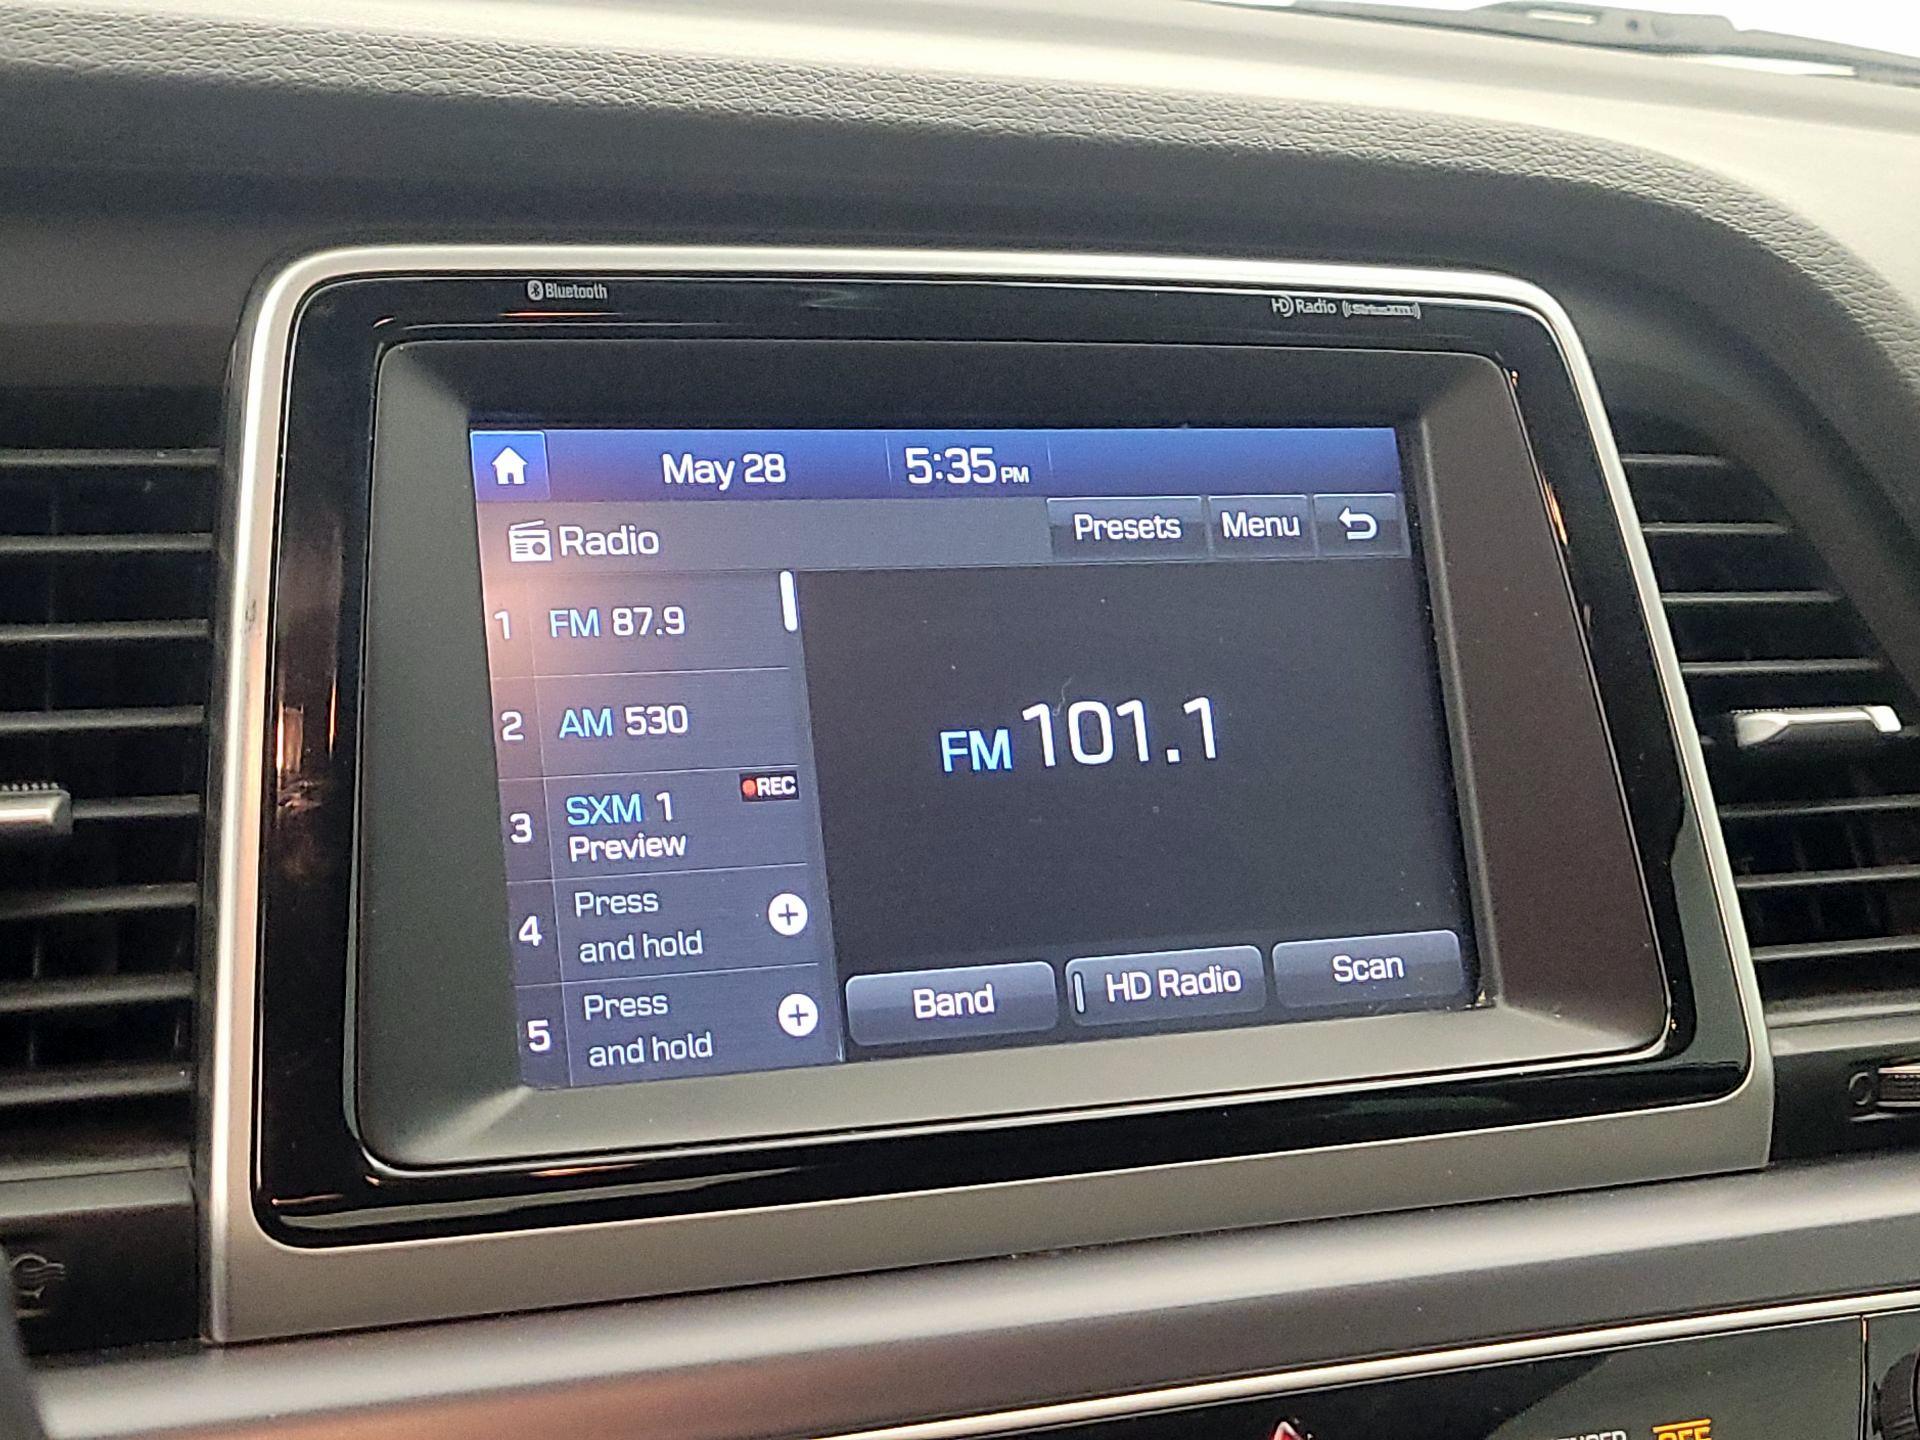 Bluetooth
HD Radio ((SiriusXM))
May 28 5:35 PM
Radio Presets Menu
1 FM 87.9
2 AM 530
FM 101.1
3 SXM 1 REC
Preview
4 Press
and hold
5 Press
and hold
Band HD Radio Scan
OFF